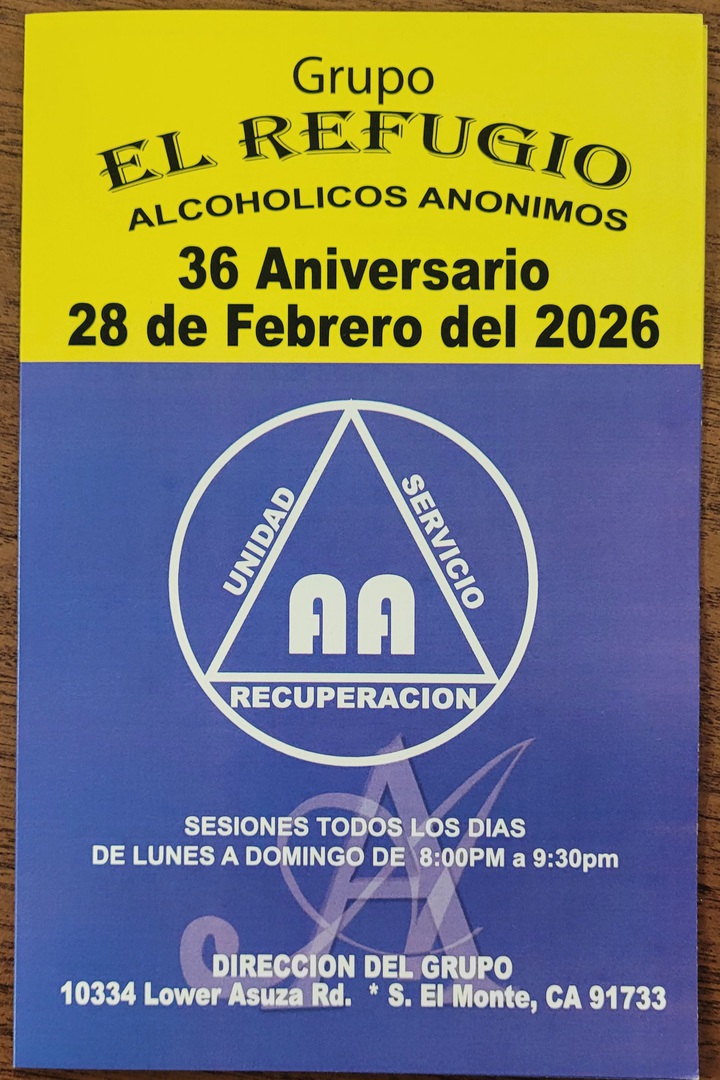 Grupo
EL REFUGIO
ALCOHOLICOS ANONIMOS
36 Aniversario
28 de Febrero del 2026
UNIDAD
SERVICIO
AA
RECUPERACION
AA
SESIONES TODOS LOS DIAS
DE LUNES A DOMINGO DE 8:00PM a 9:30pm
DIRECCION DEL GRUPO
10334 Lower Asuza Rd. * S. El Monte, CA 91733